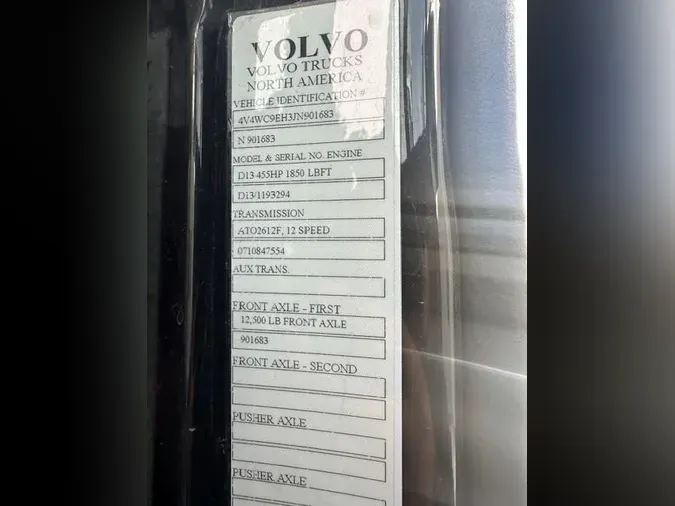 VOLVO
VOLVO TRUCKS
NORTH AMERICA
VEHICLE IDENTIFICATION #
4V4WC9EH3JN901683
N 901683
MODEL & SERIAL NO. ENGINE
D13 455HP 1850 LBFT
D13/1193294
TRANSMISSION
ATO2612F, 12 SPEED
0710847554
AUX TRANS.
FRONT AXLE - FIRST
12,500 LB FRONT AXLE
901683
FRONT AXLE - SECOND
PUSHER AXLE
PUSHER AXLE